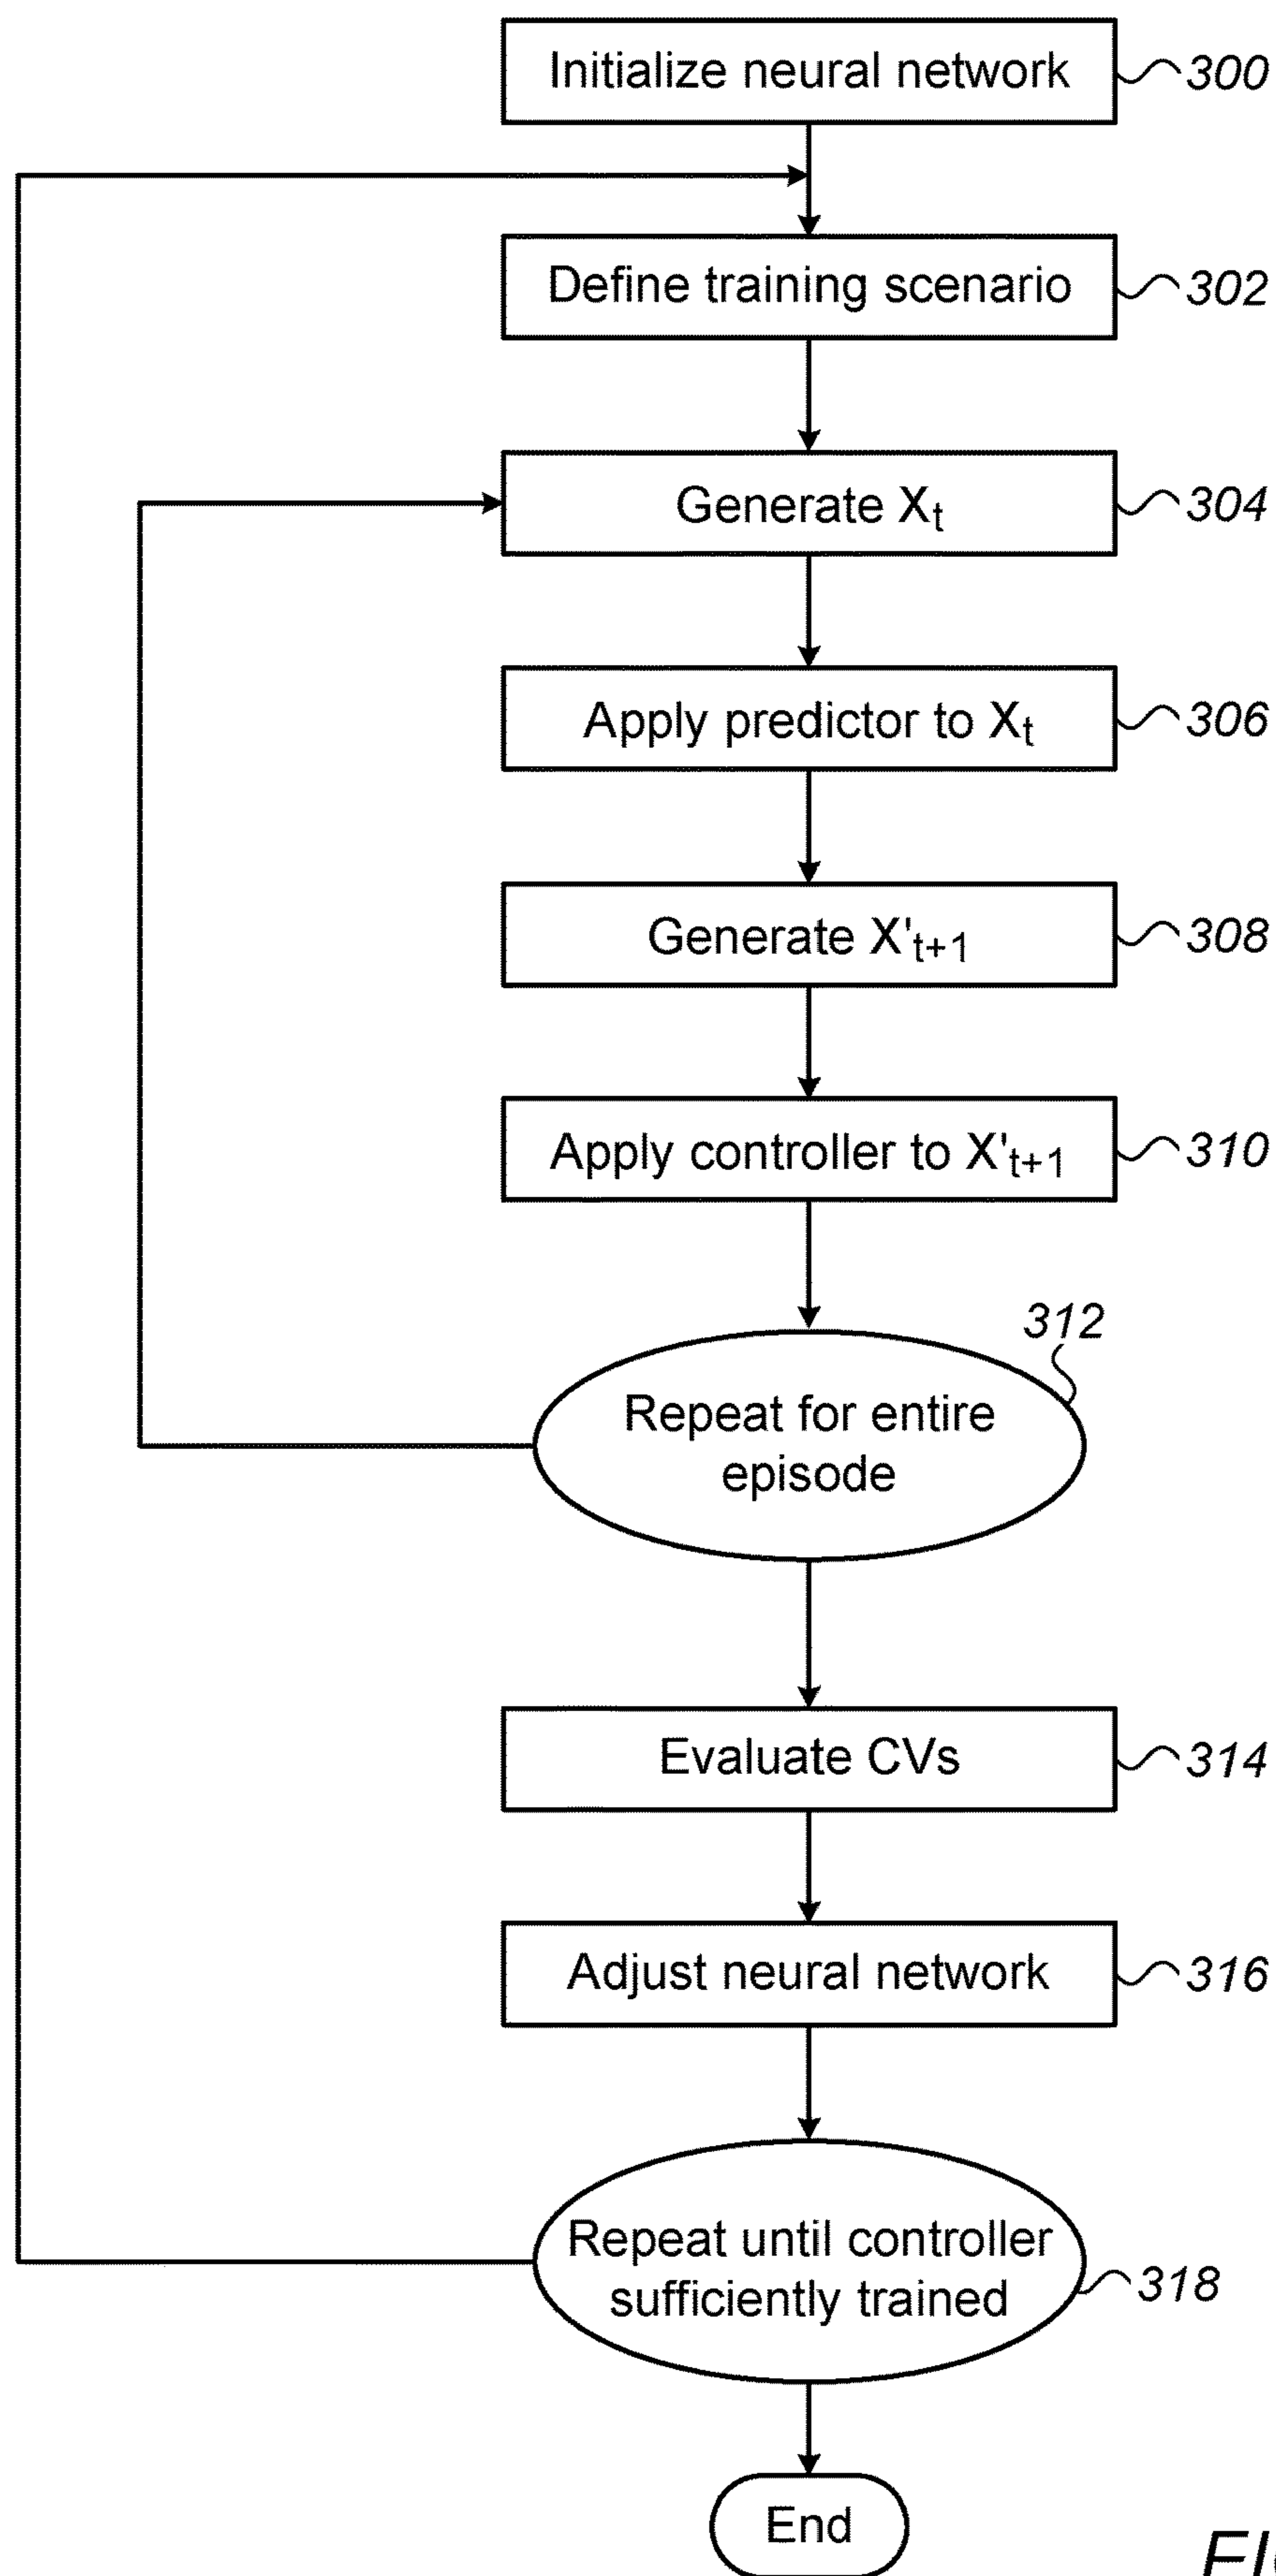 Initialize neural network 300
Define training scenario 302
Generate Xt 304
Apply predictor to Xt 306
Generate X't+1 308
Apply controller to X't+1 310
312
Repeat for entire
episode
Evaluate CVs 314
Adjust neural network 316
Repeat until controller
sufficiently trained 318
End